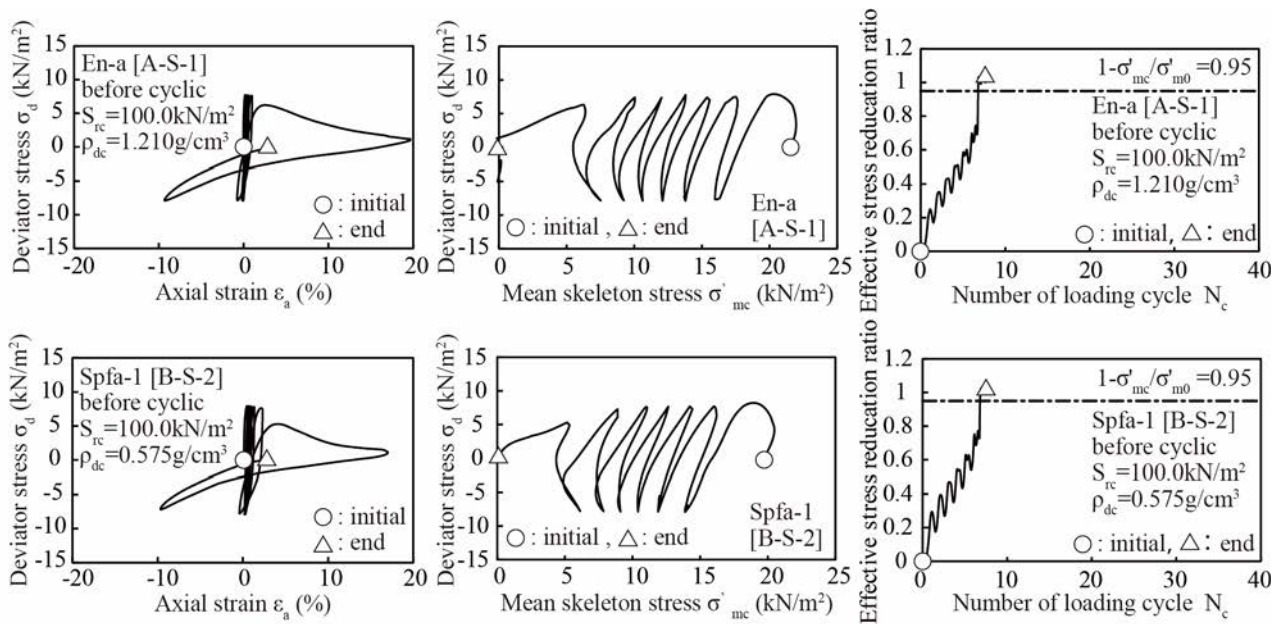 Deviator stress σd (kN/m²)
15
10
5
0
-5
-10
-15
En-a [A-S-1]
before cyclic
Src=100.0kN/m²
ρdc=1.210g/cm³
○ : initial
△ : end
-20
-10
0
10
20
Axial strain εa (%)
Deviator stress σd (kN/m²)
15
10
5
0
-5
-10
-15
En-a
[A-S-1]
○ : initial , △ : end
0
5
10
15
20
25
Mean skeleton stress σ'mc (kN/m²)
Effective stress reducation ratio
1.2
1
0.8
0.6
0.4
0.2
0
1-σ'mc/σ'm0 =0.95
En-a [A-S-1]
before cyclic
Src=100.0kN/m²
ρdc=1.210g/cm³
○ : initial, △ : end
0
10
20
30
40
Number of loading cycle Nc
Deviator stress σd (kN/m²)
15
10
5
0
-5
-10
-15
Spfa-1 [B-S-2]
before cyclic
Src=100.0kN/m²
ρdc=0.575g/cm³
○ : initial
△ : end
-20
-10
0
10
20
Axial strain εa (%)
Deviator stress σd (kN/m²)
15
10
5
0
-5
-10
-15
Spfa-1
[B-S-2]
○ : initial , △ : end
0
5
10
15
20
25
Mean skeleton stress σ'mc (kN/m²)
Effective stress reducation ratio
1.2
1
0.8
0.6
0.4
0.2
0
1-σ'mc/σ'm0 =0.95
Spfa-1 [B-S-2]
before cyclic
Src=100.0kN/m²
ρdc=0.575g/cm³
○ : initial, △ : end
0
10
20
30
40
Number of loading cycle Nc